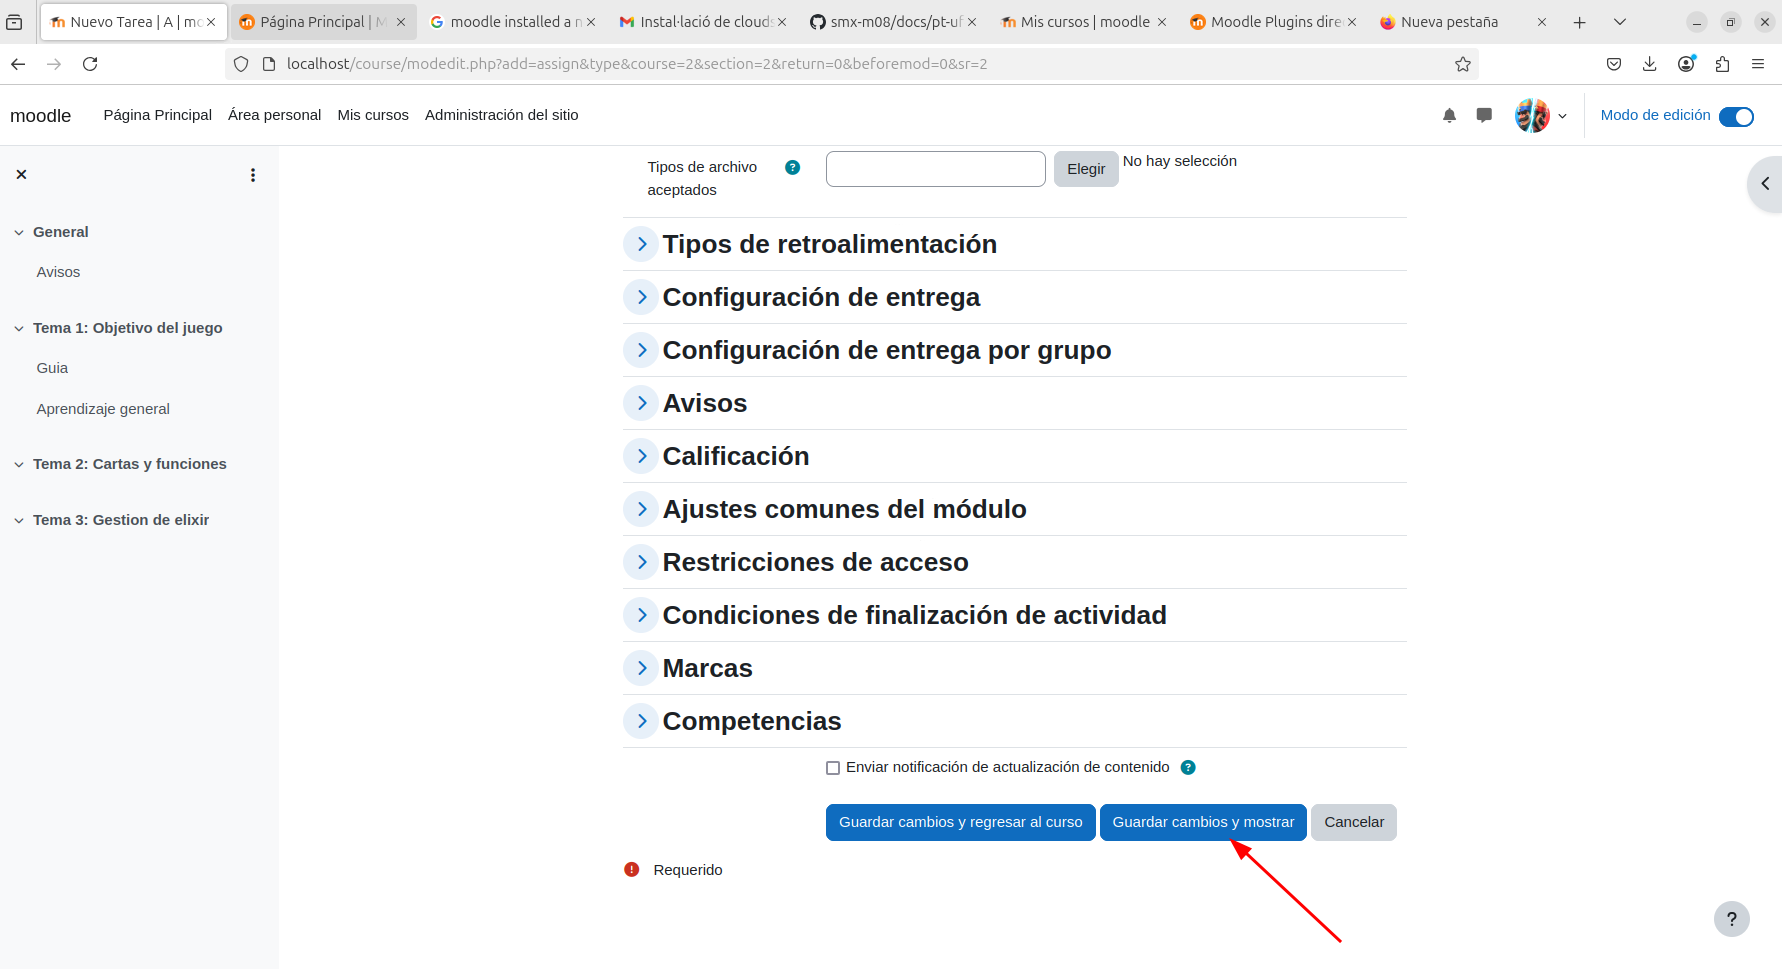 Nuevo Tarea | A | mo
Página Principal | M
moodle installed a n
Instal·lació de clouds
smx-m08/docs/pt-uf
Mis cursos | moodle
Moodle Plugins dire
Nueva pestaña
localhost/course/modedit.php?add=assign&type&course=2&section=2&return=0&beforemod=0&sr=2
moodle
Página Principal
Área personal
Mis cursos
Administración del sitio
Modo de edición
General
Avisos
Tema 1: Objetivo del juego
Guia
Aprendizaje general
Tema 2: Cartas y funciones
Tema 3: Gestion de elixir
Tipos de archivo
aceptados
Elegir
No hay selección
Tipos de retroalimentación
Configuración de entrega
Configuración de entrega por grupo
Avisos
Calificación
Ajustes comunes del módulo
Restricciones de acceso
Condiciones de finalización de actividad
Marcas
Competencias
Enviar notificación de actualización de contenido
Guardar cambios y regresar al curso
Guardar cambios y mostrar
Cancelar
Requerido
?